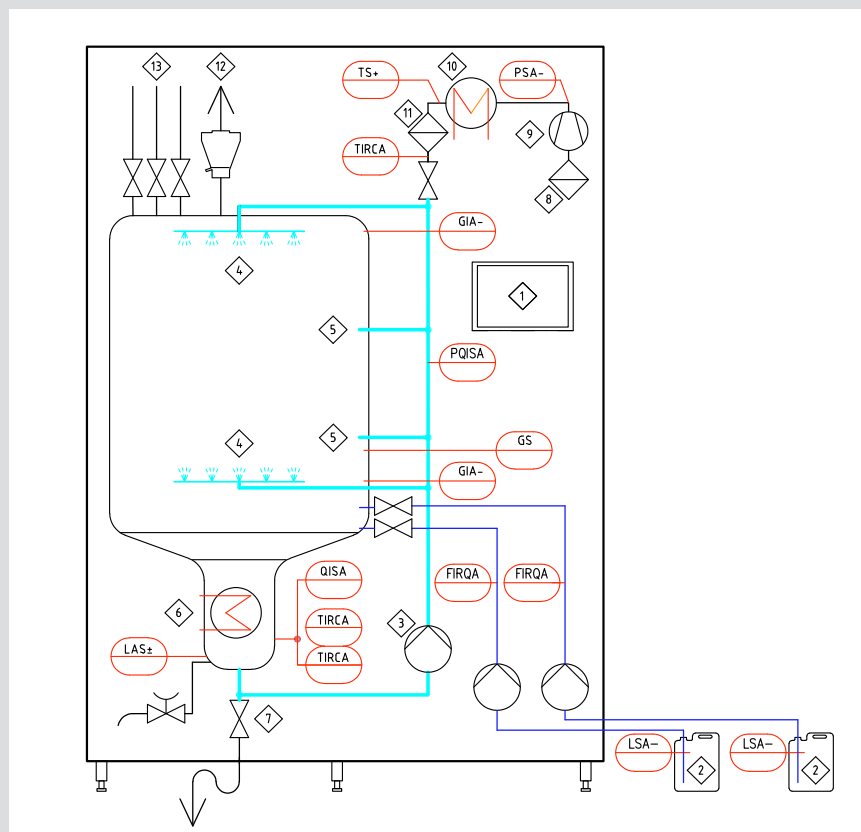 13
12
TS+
10
PSA-
11
9
TIRCA
8
GIA-
4
1
5
PQISA
5
4
GS
GIA-
QISA
FIRQA
FIRQA
6
TIRCA
3
LAS±
TIRCA
7
LSA-
LSA-
2
2